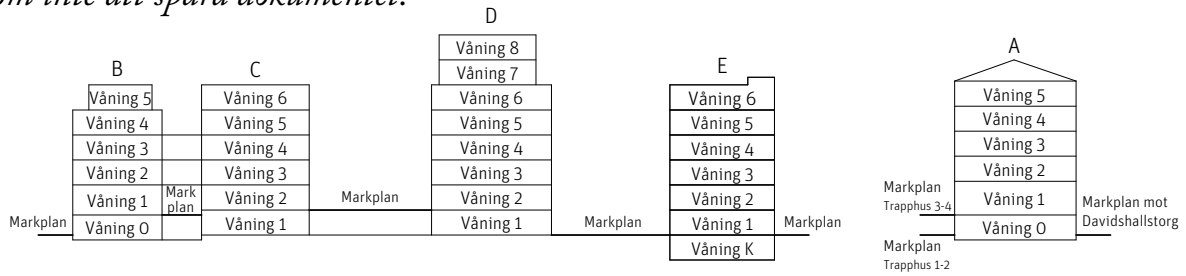 om inte att spara dokumentet.
B
Våning 5
Våning 4
Våning 3
Våning 2
Våning 1
Våning 0
Markplan
Mark
plan
C
Våning 6
Våning 5
Våning 4
Våning 3
Våning 2
Våning 1
Markplan
D
Våning 8
Våning 7
Våning 6
Våning 5
Våning 4
Våning 3
Våning 2
Våning 1
Markplan
E
Våning 6
Våning 5
Våning 4
Våning 3
Våning 2
Våning 1
Våning K
Markplan
A
Våning 5
Våning 4
Våning 3
Våning 2
Våning 1
Våning 0
Markplan
Trapphus 3-4
Markplan
Trapphus 1-2
Markplan mot
Davidshallstorg